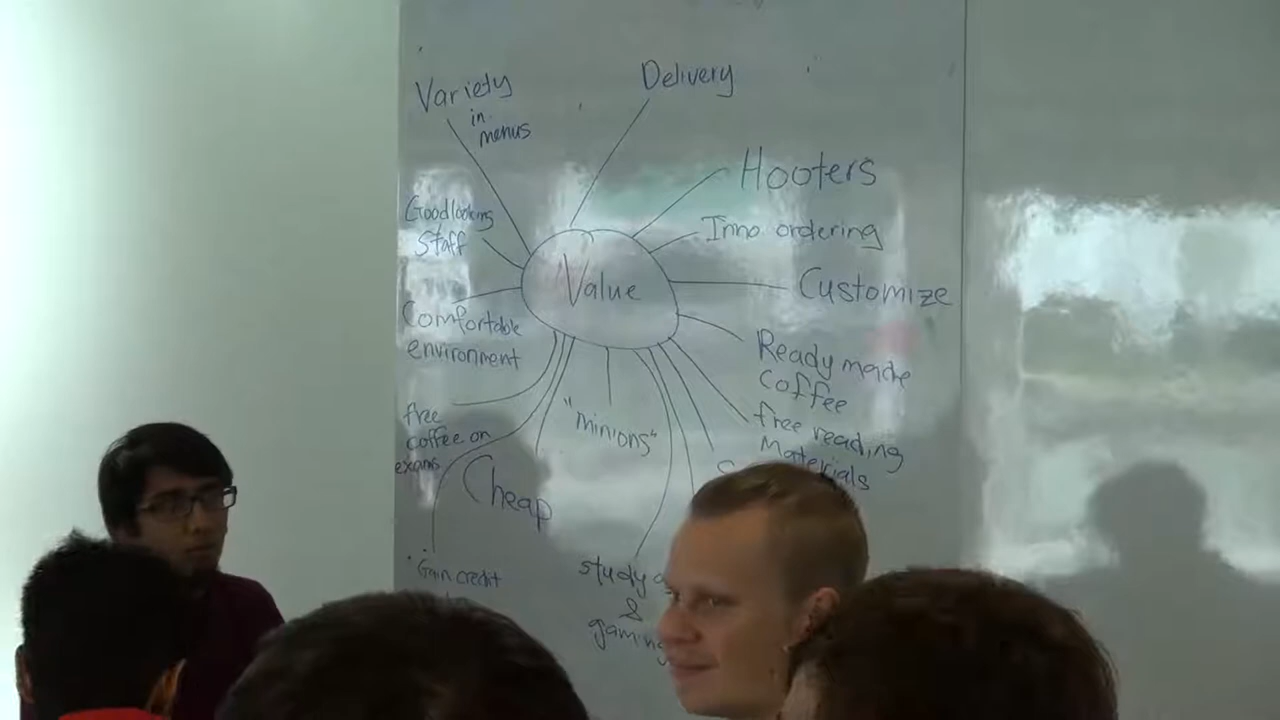 Variety
in
menus
Delivery
Hooters
Goodlooking
Staff
Inno ordering
Value
Customize
Comfortable
environment
Ready made
coffee
free
coffee on
exams
"minions"
free reading
Materials
Cheap
Gain credit
study
&
gaming